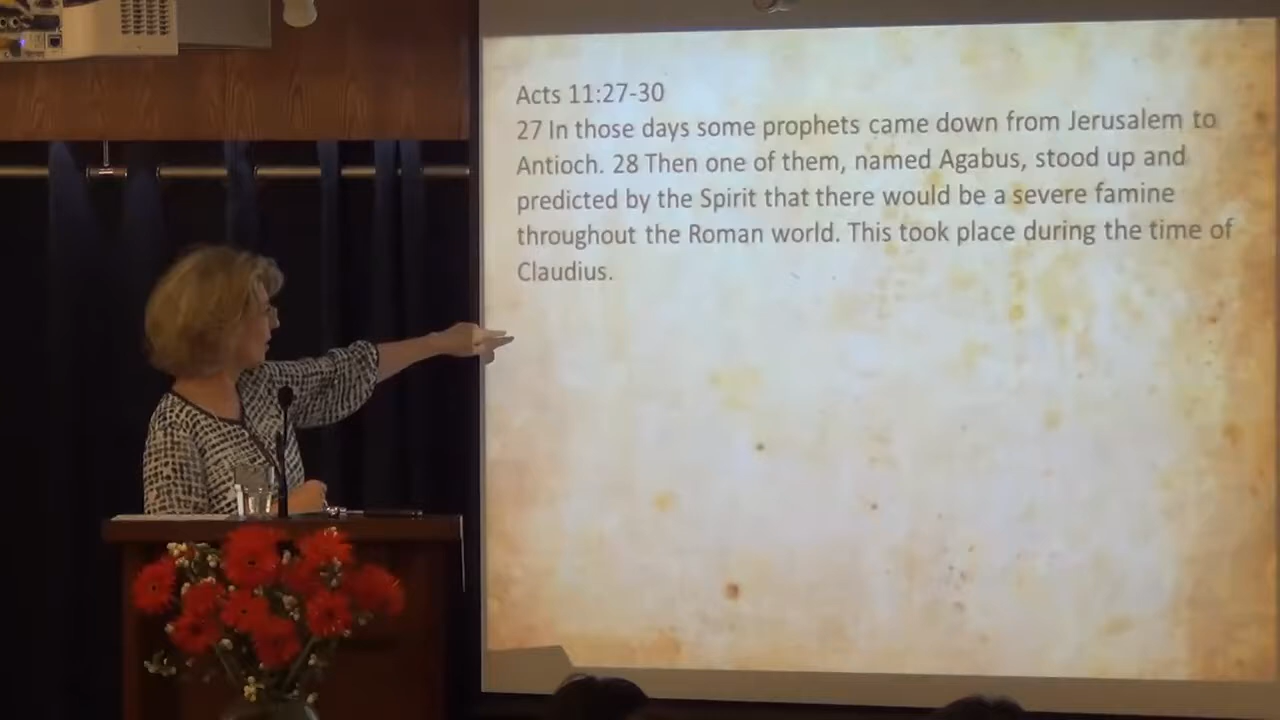 Acts 11:27-30
27 In those days some prophets came down from Jerusalem to
Antioch. 28 Then one of them, named Agabus, stood up and
predicted by the Spirit that there would be a severe famine
throughout the Roman world. This took place during the time of
Claudius.